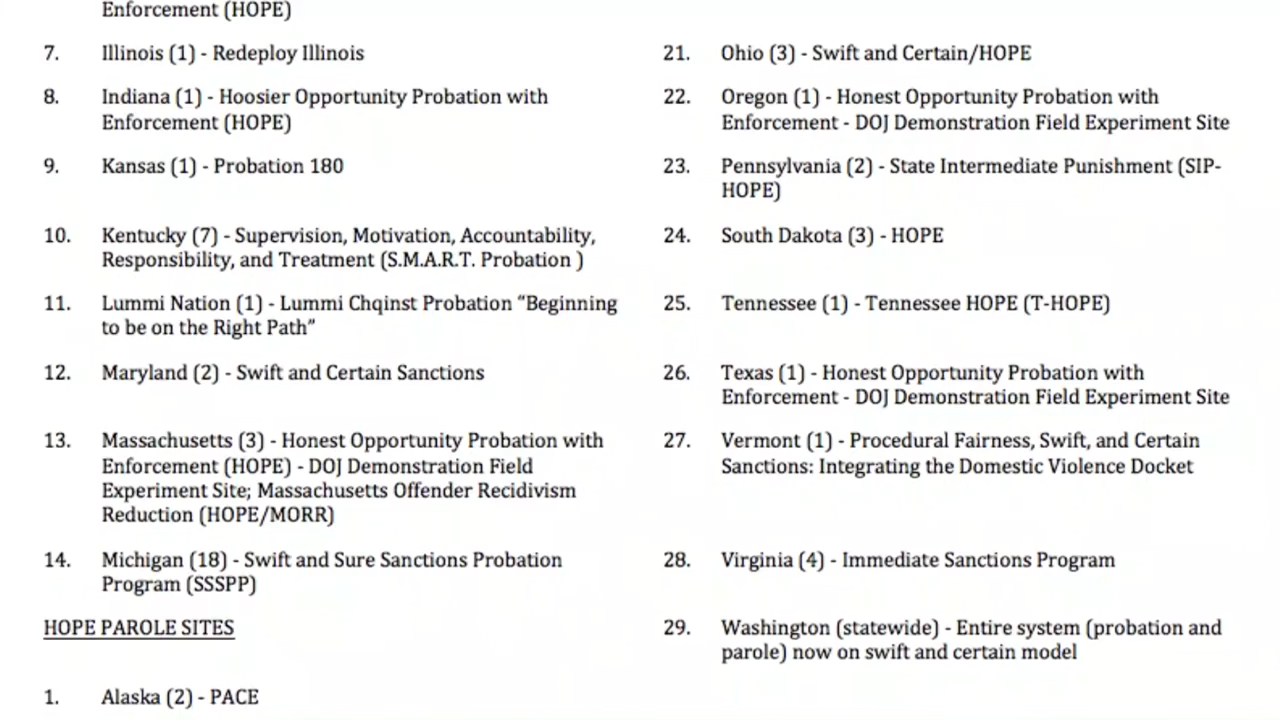 Enforcement (HOPE)
7. Illinois (1) - Redeploy Illinois
8. Indiana (1) - Hoosier Opportunity Probation with
Enforcement (HOPE)
9. Kansas (1) - Probation 180
10. Kentucky (7) - Supervision, Motivation, Accountability,
Responsibility, and Treatment (S.M.A.R.T. Probation )
11. Lummi Nation (1) - Lummi Chqinst Probation “Beginning
to be on the Right Path”
12. Maryland (2) - Swift and Certain Sanctions
13. Massachusetts (3) - Honest Opportunity Probation with
Enforcement (HOPE) - DOJ Demonstration Field
Experiment Site; Massachusetts Offender Recidivism
Reduction (HOPE/MORR)
14. Michigan (18) - Swift and Sure Sanctions Probation
Program (SSSPP)
HOPE PAROLE SITES
1. Alaska (2) - PACE
21. Ohio (3) - Swift and Certain/HOPE
22. Oregon (1) - Honest Opportunity Probation with
Enforcement - DOJ Demonstration Field Experiment Site
23. Pennsylvania (2) - State Intermediate Punishment (SIP-
HOPE)
24. South Dakota (3) - HOPE
25. Tennessee (1) - Tennessee HOPE (T-HOPE)
26. Texas (1) - Honest Opportunity Probation with
Enforcement - DOJ Demonstration Field Experiment Site
27. Vermont (1) - Procedural Fairness, Swift, and Certain
Sanctions: Integrating the Domestic Violence Docket
28. Virginia (4) - Immediate Sanctions Program
29. Washington (statewide) - Entire system (probation and
parole) now on swift and certain model